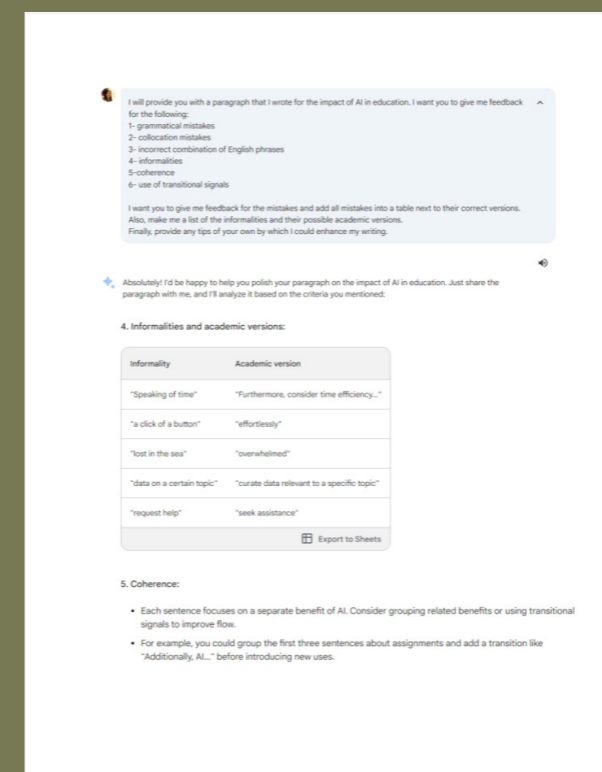 I will provide you with a paragraph that I wrote for the impact of AI in education. I want you to give me feedback
for the following:
1- grammatical mistakes
2- collocation mistakes
3- incorrect combination of English phrases
4- informalities
5-coherence
6- use of transitional signals
I want you to give me feedback for the mistakes and add all mistakes into a table next to their correct versions.
Also, make me a list of the informalities and their possible academic versions.
Finally, provide any tips of your own by which I could enhance my writing.
Absolutely! I'd be happy to help you polish your paragraph on the impact of AI in education. Just share the
paragraph with me, and I'll analyze it based on the criteria you mentioned:
4. Informalities and academic versions:
Informality Academic version
"Speaking of time" "Furthermore, consider time efficiency..."
"a click of a button" "effortlessly"
"lost in the sea" "overwhelmed"
"data on a certain topic" "curate data relevant to a specific topic"
"request help" "seek assistance"
Export to Sheets
5. Coherence:
• Each sentence focuses on a separate benefit of AI. Consider grouping related benefits or using transitional
signals to improve flow.
• For example, you could group the first three sentences about assignments and add a transition like
"Additionally, AI..." before introducing new uses.